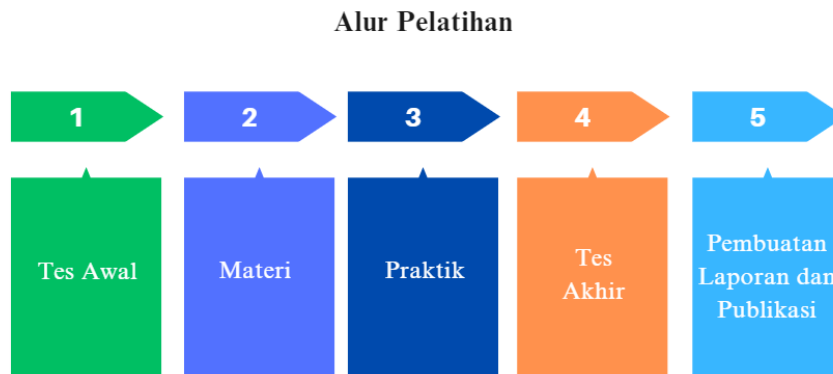 Alur Pelatihan
1
2
3
4
5
Tes Awal
Materi
Praktik
Tes
Akhir
Pembuatan
Laporan dan
Publikasi